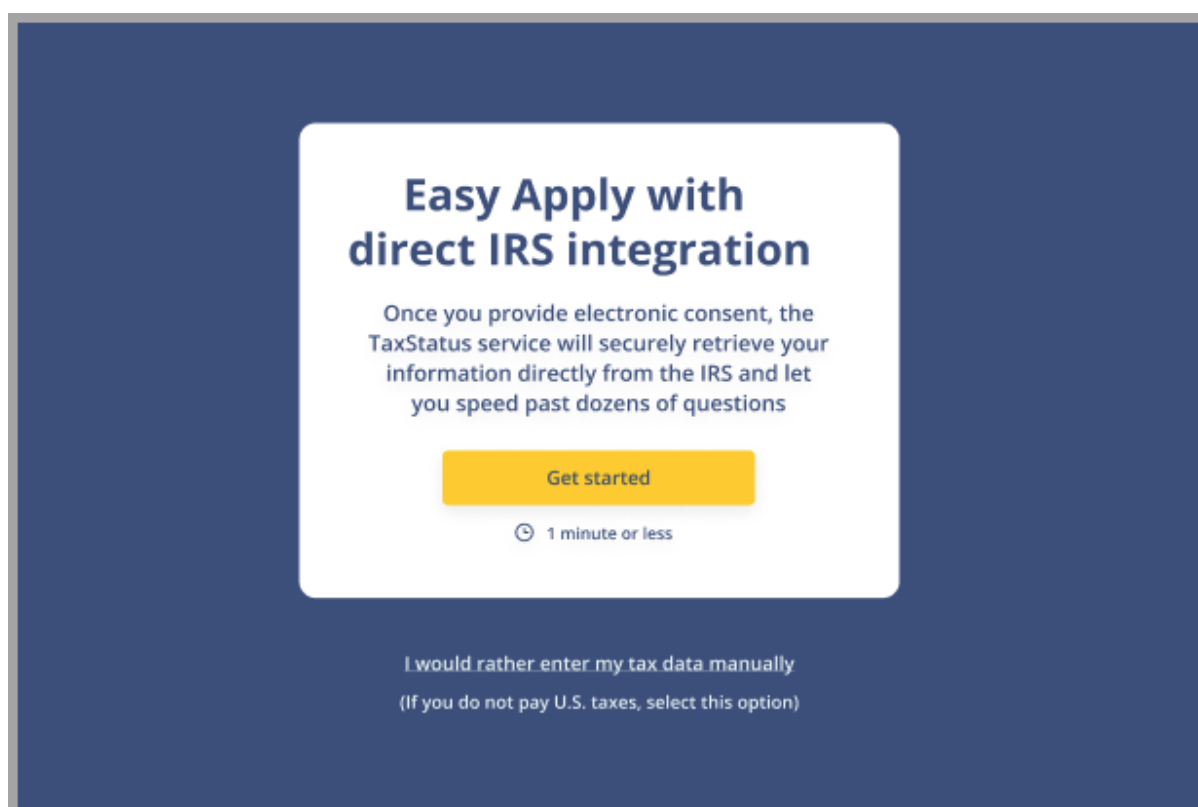 Easy Apply with
direct IRS integration
Once you provide electronic consent, the
TaxStatus service will securely retrieve your
information directly from the IRS and let
you speed past dozens of questions
Get started
1 minute or less
I would rather enter my tax data manually
(If you do not pay U.S. taxes, select this option)